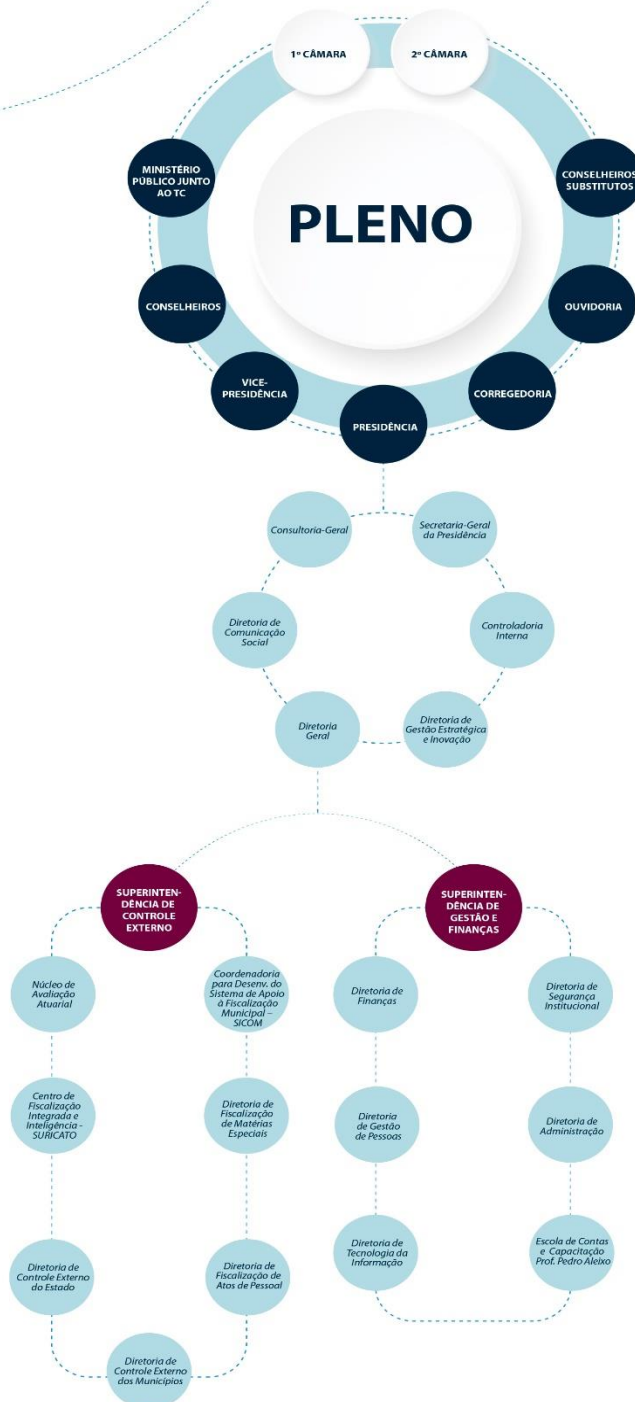 1ª CÂMARA
2ª CÂMARA
MINISTÉRIO
PÚBLICO JUNTO
AO TC
PLENO
CONSELHEIROS
SUBSTITUTOS
CONSELHEIROS
OUVIDORIA
VICE-
PRESIDÊNCIA
CORREGEDORIA
PRESIDÊNCIA
Consultoria-Geral
Secretaria-Geral
da Presidência
Diretoria de
Comunicação
Social
Controladoria
Interna
Diretoria
Geral
Diretoria de
Gestão Estratégica
e Inovação
SUPERINTEN-
DÊNCIA DE
CONTROLE
EXTERNO
SUPERINTEN-
DÊNCIA DE
GESTÃO E
FINANÇAS
Núcleo de
Avaliação
Atuarial
Coordenadoria
para Desenv. do
Sistema de Apoio
à Fiscalização
Municipal –
SICOM
Diretoria de
Finanças
Diretoria de
Segurança
Institucional
Centro de
Fiscalização
Integrada e
Inteligência -
SURICATO
Diretoria de
Fiscalização
de Matérias
Especiais
Diretoria
de Gestão
de Pessoas
Diretoria de
Administração
Diretoria de
Controle Externo
do Estado
Diretoria de
Fiscalização de
Atos de Pessoal
Diretoria de
Tecnologia da
Informação
Escola de Contas
e Capacitação
Prof. Pedro Aleixo
Diretoria de
Controle Externo
dos Municípios